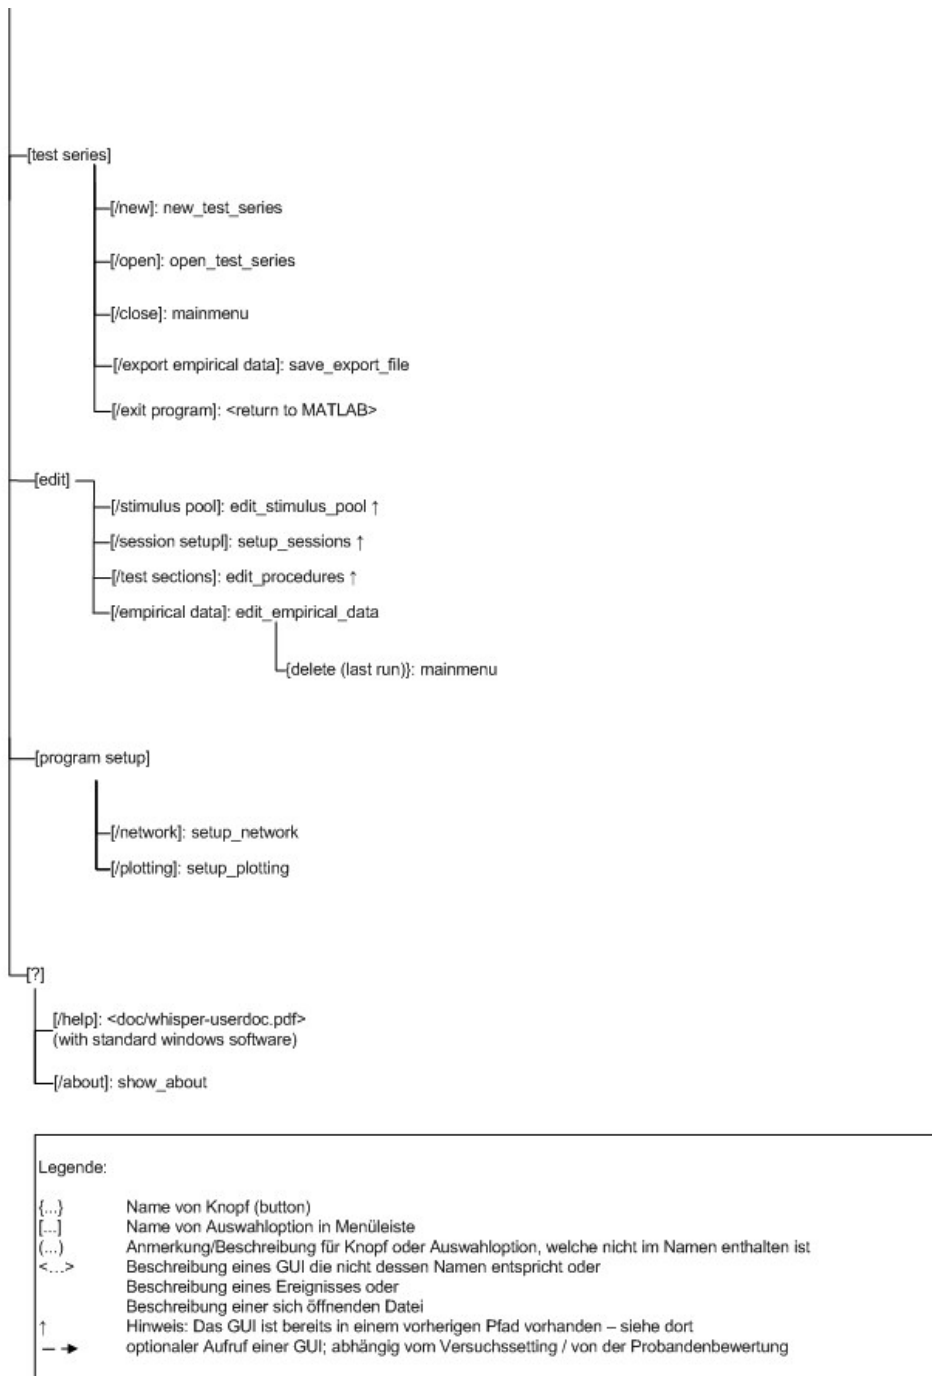 [test series]
[/new]: new_test_series
[/open]: open_test_series
[/close]: mainmenu
[/export empirical data]: save_export_file
[/exit program]: <return to MATLAB>
[edit]
[/stimulus pool]: edit_stimulus_pool ↑
[/session setupl]: setup_sessions ↑
[/test sections]: edit_procedures ↑
[/empirical data]: edit_empirical_data
{delete (last run)}: mainmenu
[program setup]
[/network]: setup_network
[/plotting]: setup_plotting
[?]
[/help]: <doc/whisper-userdoc.pdf>
(with standard windows software)
[/about]: show_about
Legende:
{...} Name von Knopf (button)
[...] Name von Auswahloption in Menüleiste
(...) Anmerkung/Beschreibung für Knopf oder Auswahloption, welche nicht im Namen enthalten ist
<...> Beschreibung eines GUI die nicht dessen Namen entspricht oder
Beschreibung eines Ereignisses oder
Beschreibung einer sich öffnenden Datei
↑ Hinweis: Das GUI ist bereits in einem vorherigen Pfad vorhanden – siehe dort
– → optionaler Aufruf einer GUI; abhängig vom Versuchssetting / von der Probandenbewertung